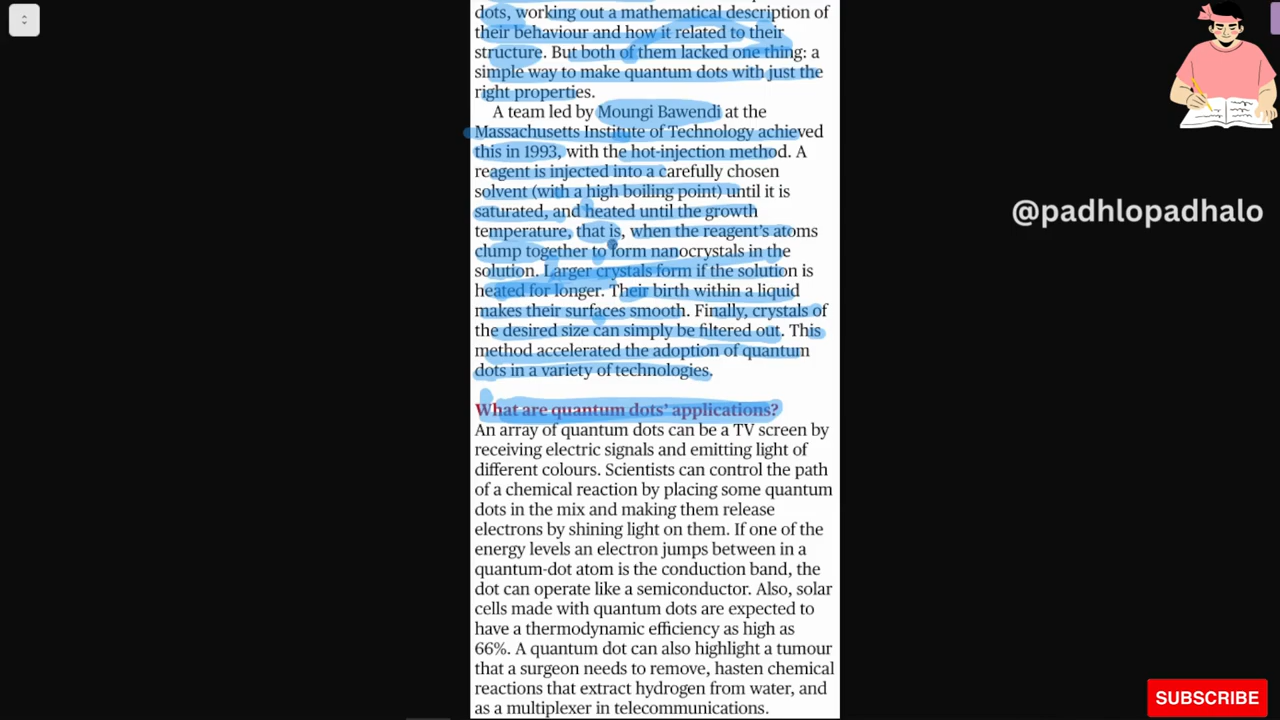 dots, working out a mathematical description of
their behaviour and how it related to their
structure. But both of them lacked one thing: a
simple way to make quantum dots with just the
right properties.
A team led by Moungi Bawendi at the
Massachusetts Institute of Technology achieved
this in 1993, with the hot-injection method. A
reagent is injected into a carefully chosen
solvent (with a high boiling point) until it is
saturated, and heated until the growth
temperature, that is, when the reagent's atoms
clump together to form nanocrystals in the
solution. Larger crystals form if the solution is
heated for longer. Their birth within a liquid
makes their surfaces smooth. Finally, crystals of
the desired size can simply be filtered out. This
method accelerated the adoption of quantum
dots in a variety of technologies.
What are quantum dots' applications?
An array of quantum dots can be a TV screen by
receiving electric signals and emitting light of
different colours. Scientists can control the path
of a chemical reaction by placing some quantum
dots in the mix and making them release
electrons by shining light on them. If one of the
energy levels an electron jumps between in a
quantum-dot atom is the conduction band, the
dot can operate like a semiconductor. Also, solar
cells made with quantum dots are expected to
have a thermodynamic efficiency as high as
66%. A quantum dot can also highlight a tumour
that a surgeon needs to remove, hasten chemical
reactions that extract hydrogen from water, and
as a multiplexer in telecommunications.
@padhlopadhalo
SUBSCRIBE